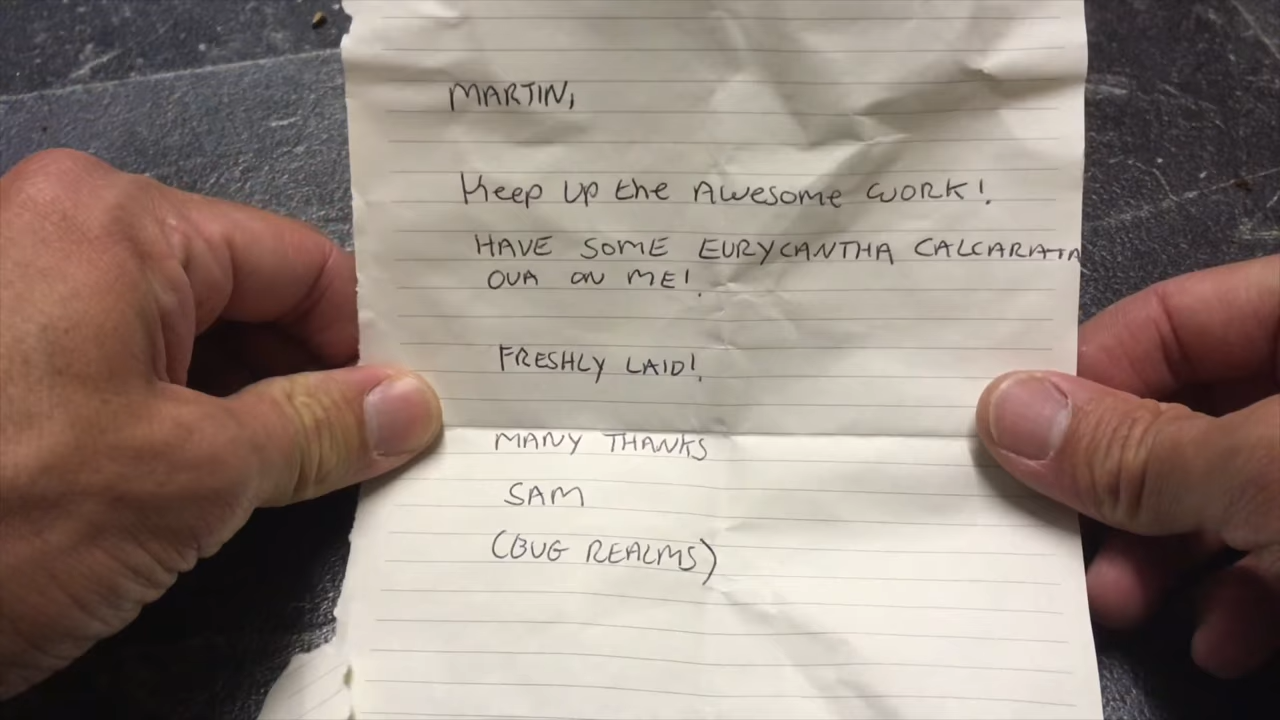 MARTIN,
Keep up the Awesome work!
HAVE SOME EURYCANTHA CALCARATA
OVA ON ME!
FRESHLY LAID!
MANY THANKS
SAM
(BUG REALMS)